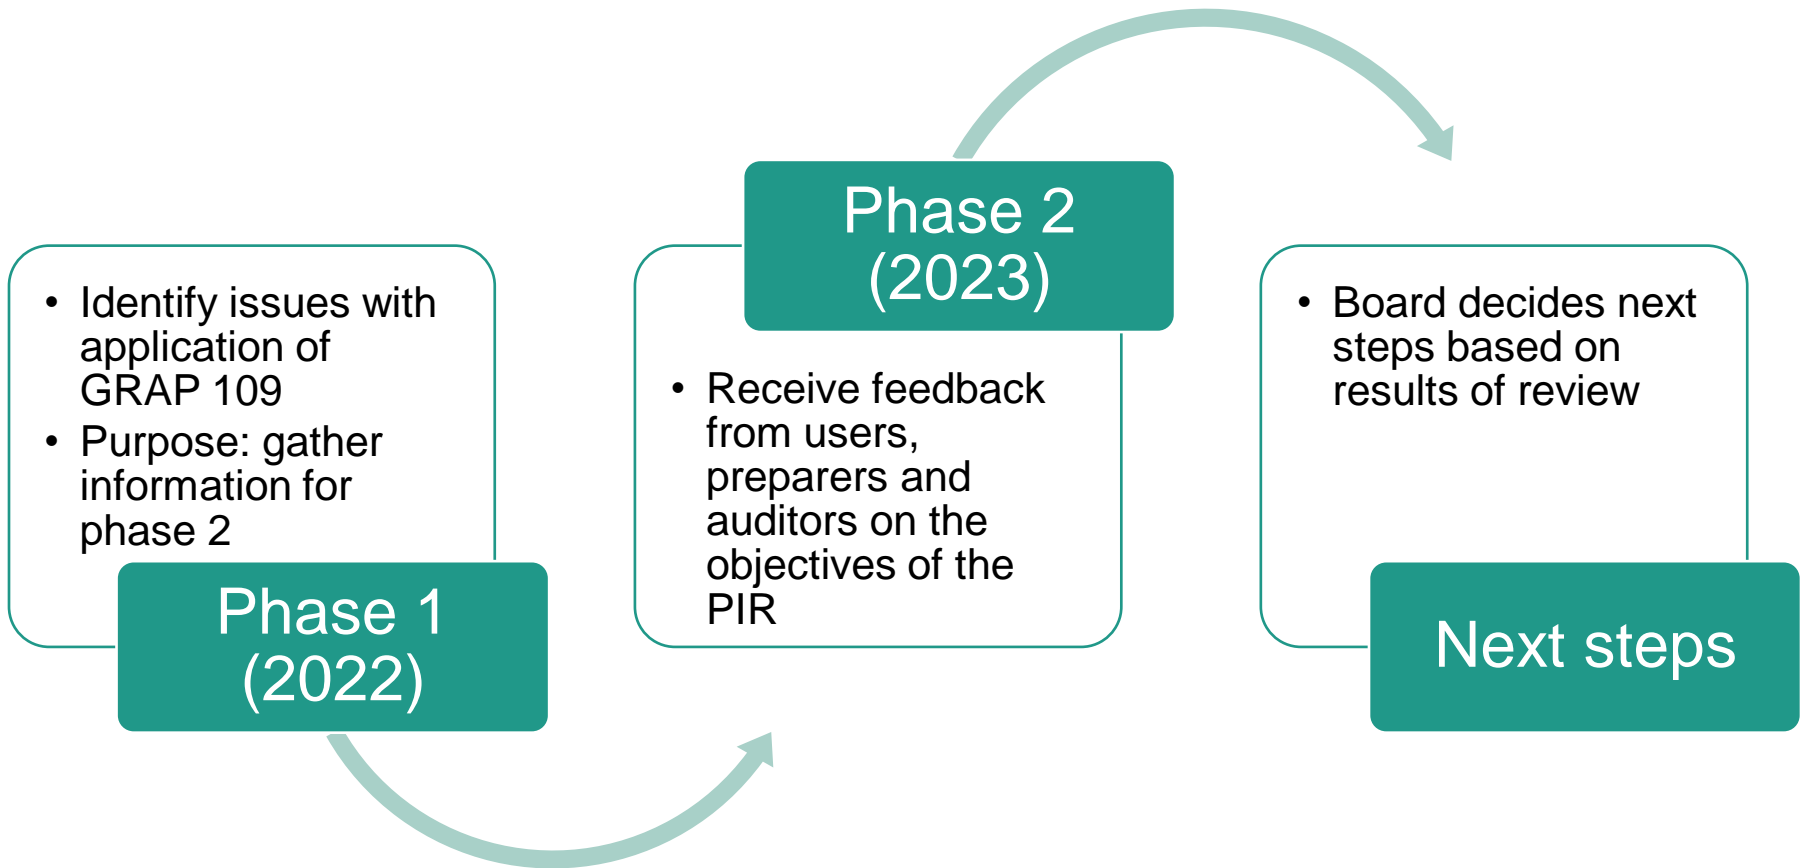 • Identify issues with
application of
GRAP 109
• Purpose: gather
information for
phase 2
Phase 1
(2022)
Phase 2
(2023)
• Receive feedback
from users,
preparers and
auditors on the
objectives of the
PIR
• Board decides next
steps based on
results of review
Next steps